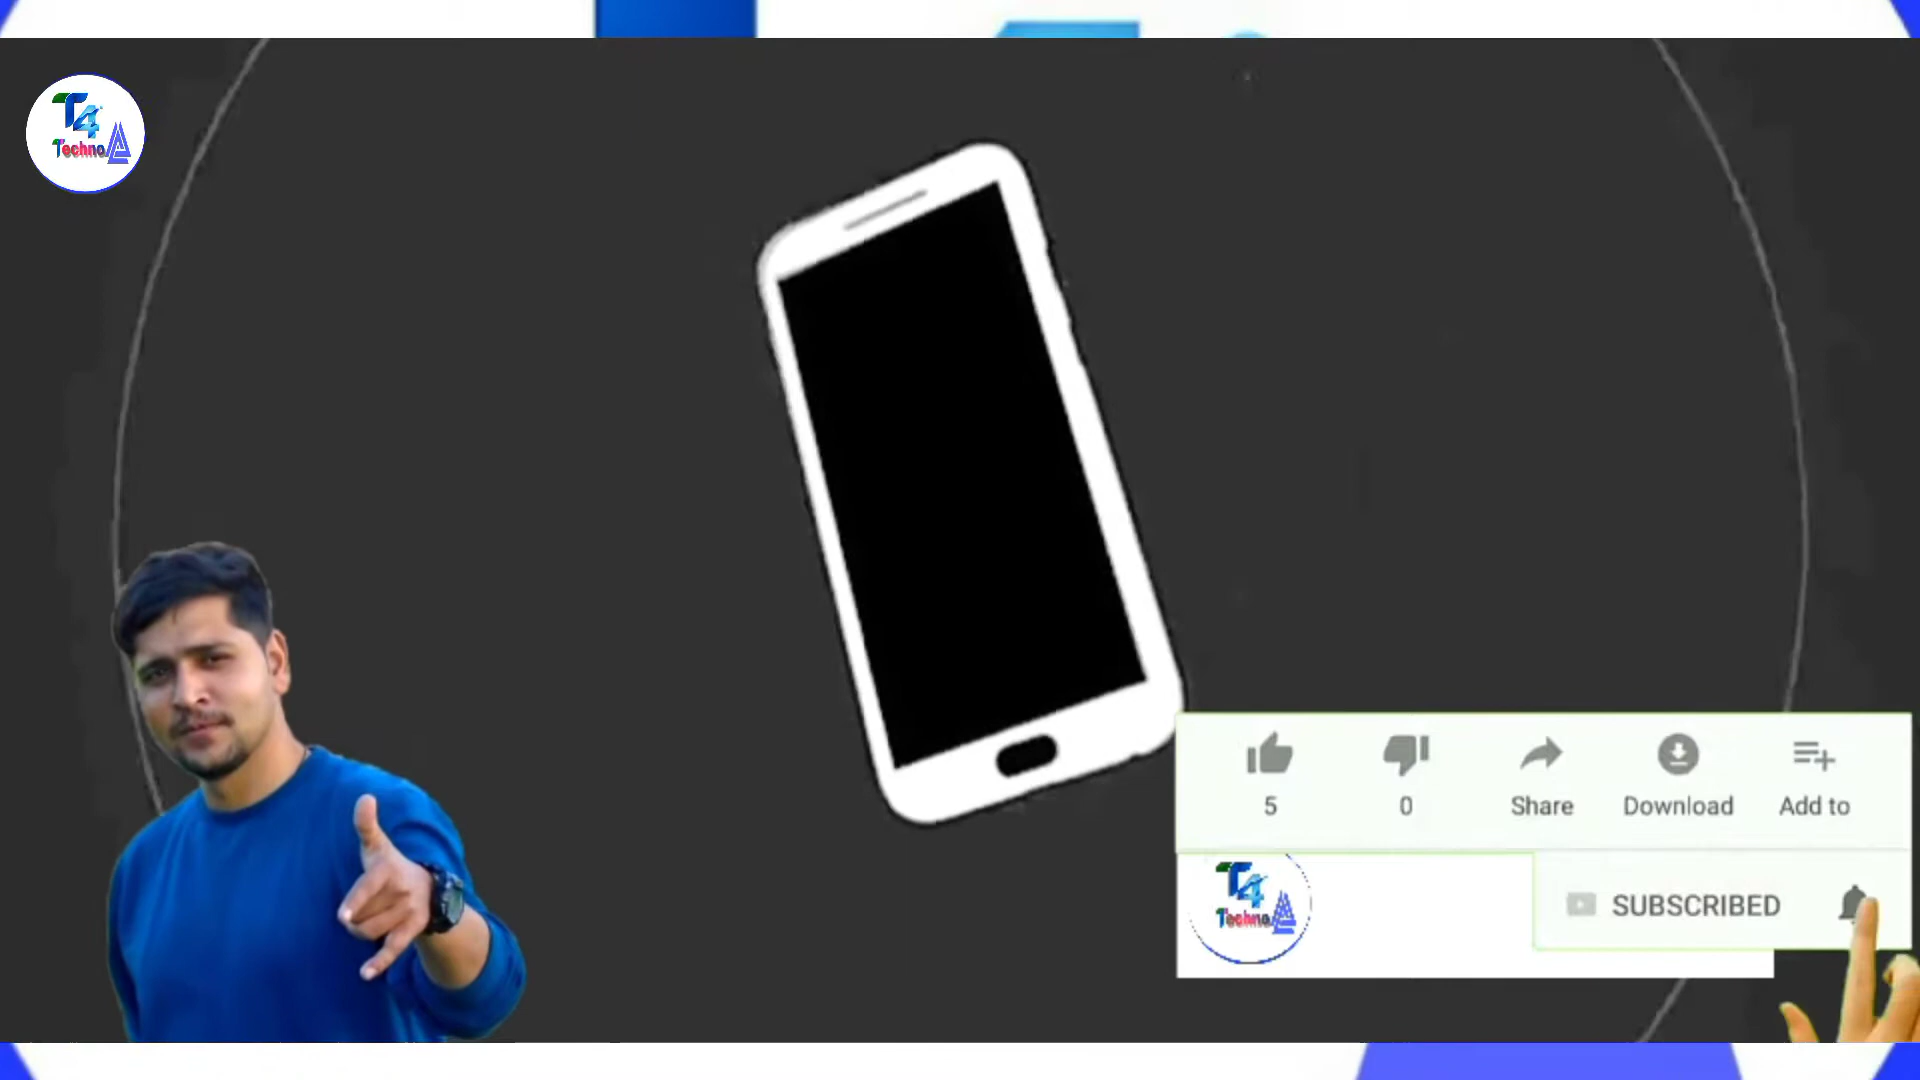 T4
Techno
5
0
Share
Download
Add to
T4
Techno
SUBSCRIBED